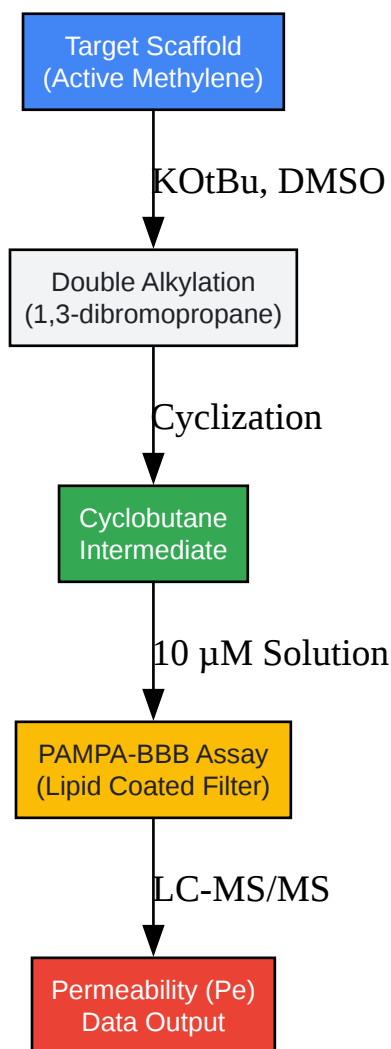 Target Scaffold
(Active Methylene)
KOtBu, DMSO
Double Alkylation
(1,3-dibromopropane)
Cyclization
Cyclobutane
Intermediate
10 µM Solution
PAMPA-BBB Assay
(Lipid Coated Filter)
LC-MS/MS
Permeability (Pe)
Data Output